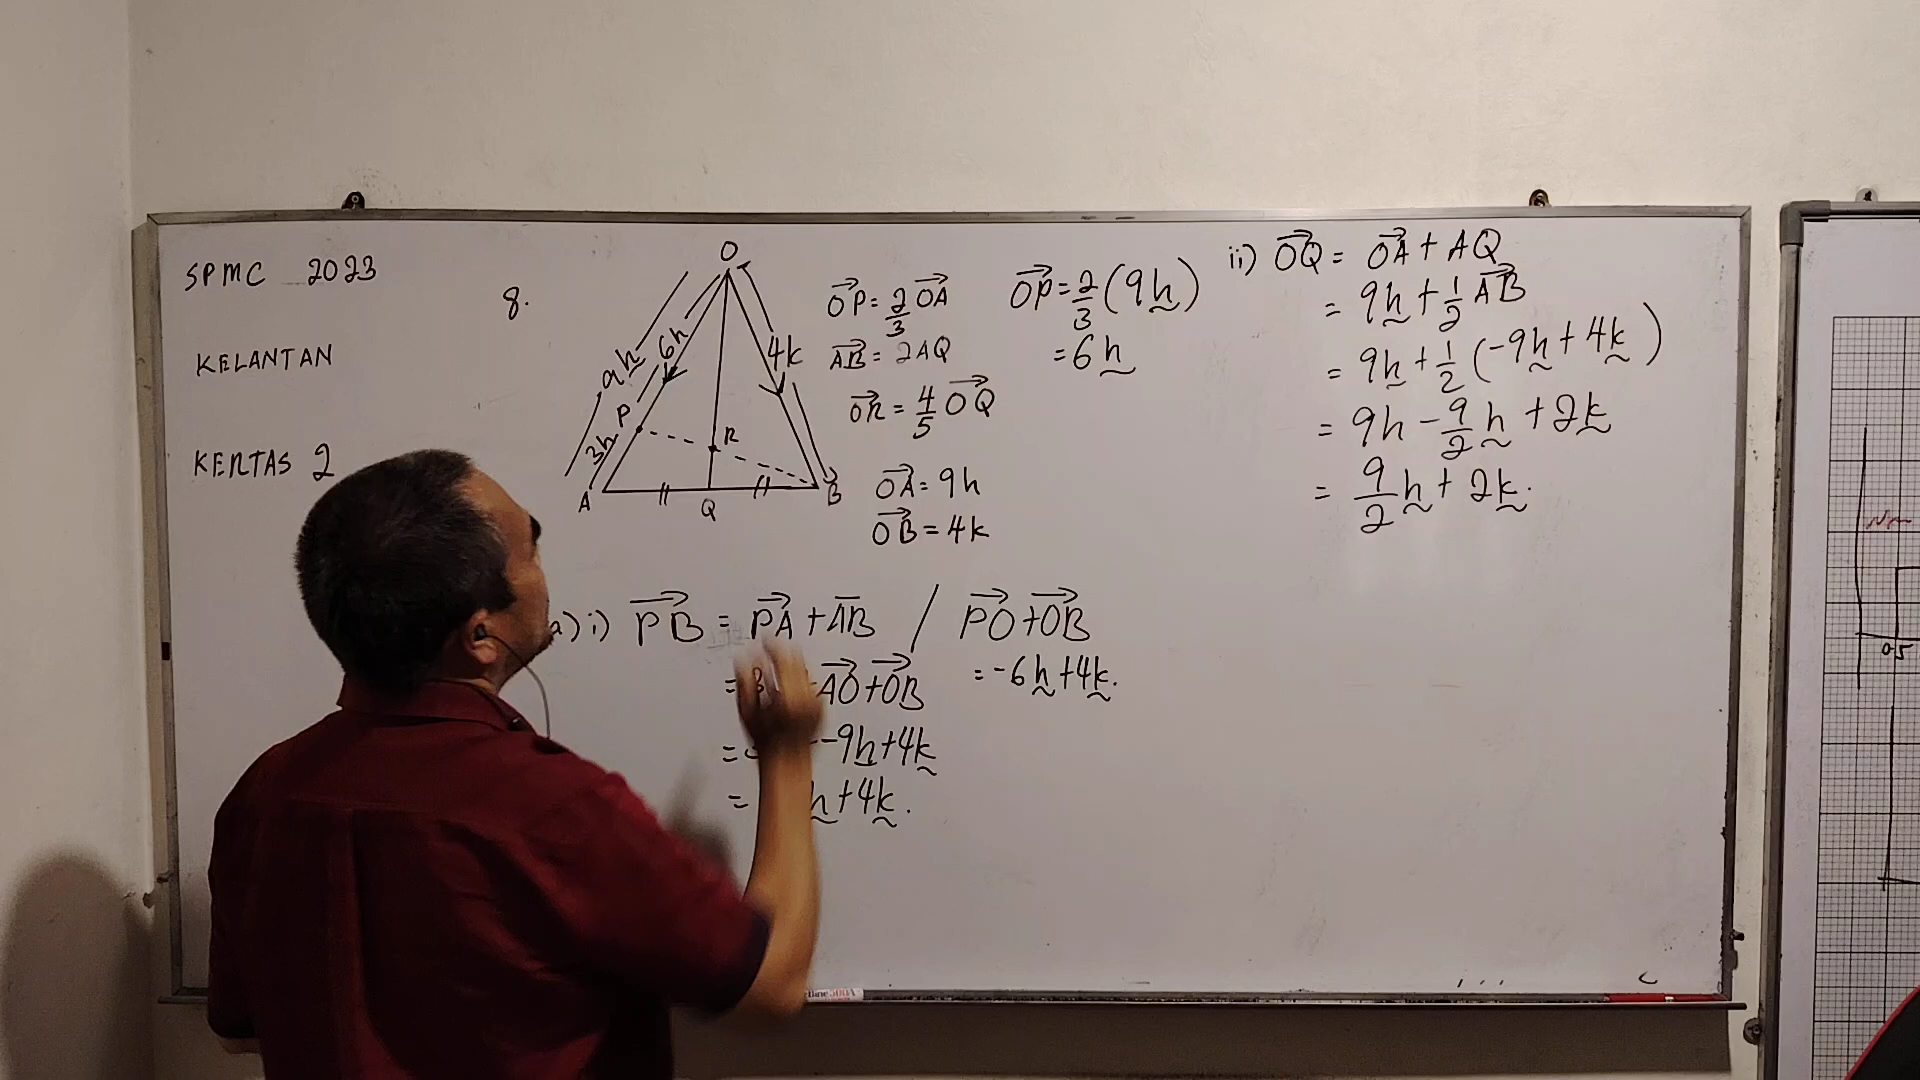 SPMC 2023
KELANTAN
KERTAS 2
8.
O
9h
6h
4k
P
3h
R
A
Q
B
OP = 2/3 OA
AB = 2AQ
OR = 4/5 OQ
OA = 9h
OB = 4k
OP = 2/3 (9h)
= 6h
a) i) PB = PA + AB / PO + OB
AO + OB
= -6h + 4k.
-9h + 4k
h + 4k.
ii) OQ = OA + AQ
= 9h + 1/2 AB
= 9h + 1/2 (-9h + 4k)
= 9h - 9/2 h + 2k
= 9/2 h + 2k.
0.5